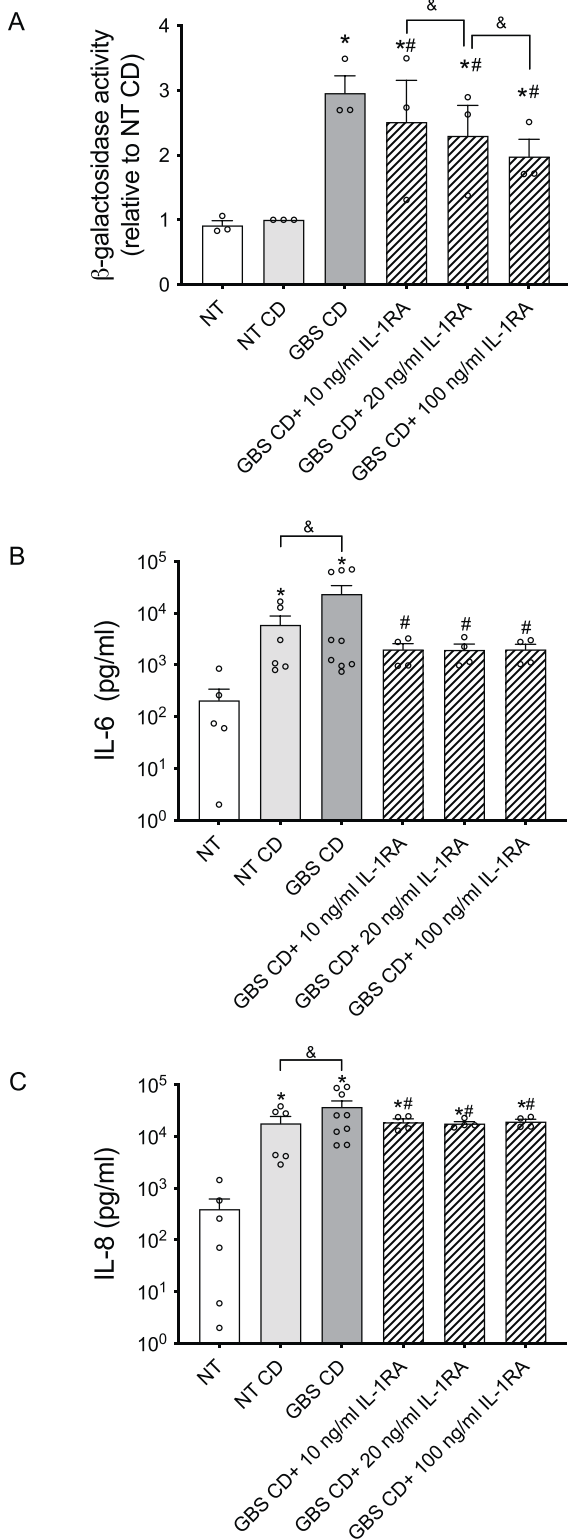 A
β-galactosidase activity
(relative to NT CD)
4
3
2
1
0
&
&
*
*#
*#
*#
NT
NT CD
GBS CD
GBS CD+ 10 ng/ml IL-1RA
GBS CD+ 20 ng/ml IL-1RA
GBS CD+ 100 ng/ml IL-1RA
B
IL-6 (pg/ml)
10⁵
10⁴
10³
10²
10¹
10⁰
&
*
*
#
#
#
NT
NT CD
GBS CD
GBS CD+ 10 ng/ml IL-1RA
GBS CD+ 20 ng/ml IL-1RA
GBS CD+ 100 ng/ml IL-1RA
C
IL-8 (pg/ml)
10⁵
10⁴
10³
10²
10¹
10⁰
&
*
*
*#
*#
*#
NT
NT CD
GBS CD
GBS CD+ 10 ng/ml IL-1RA
GBS CD+ 20 ng/ml IL-1RA
GBS CD+ 100 ng/ml IL-1RA